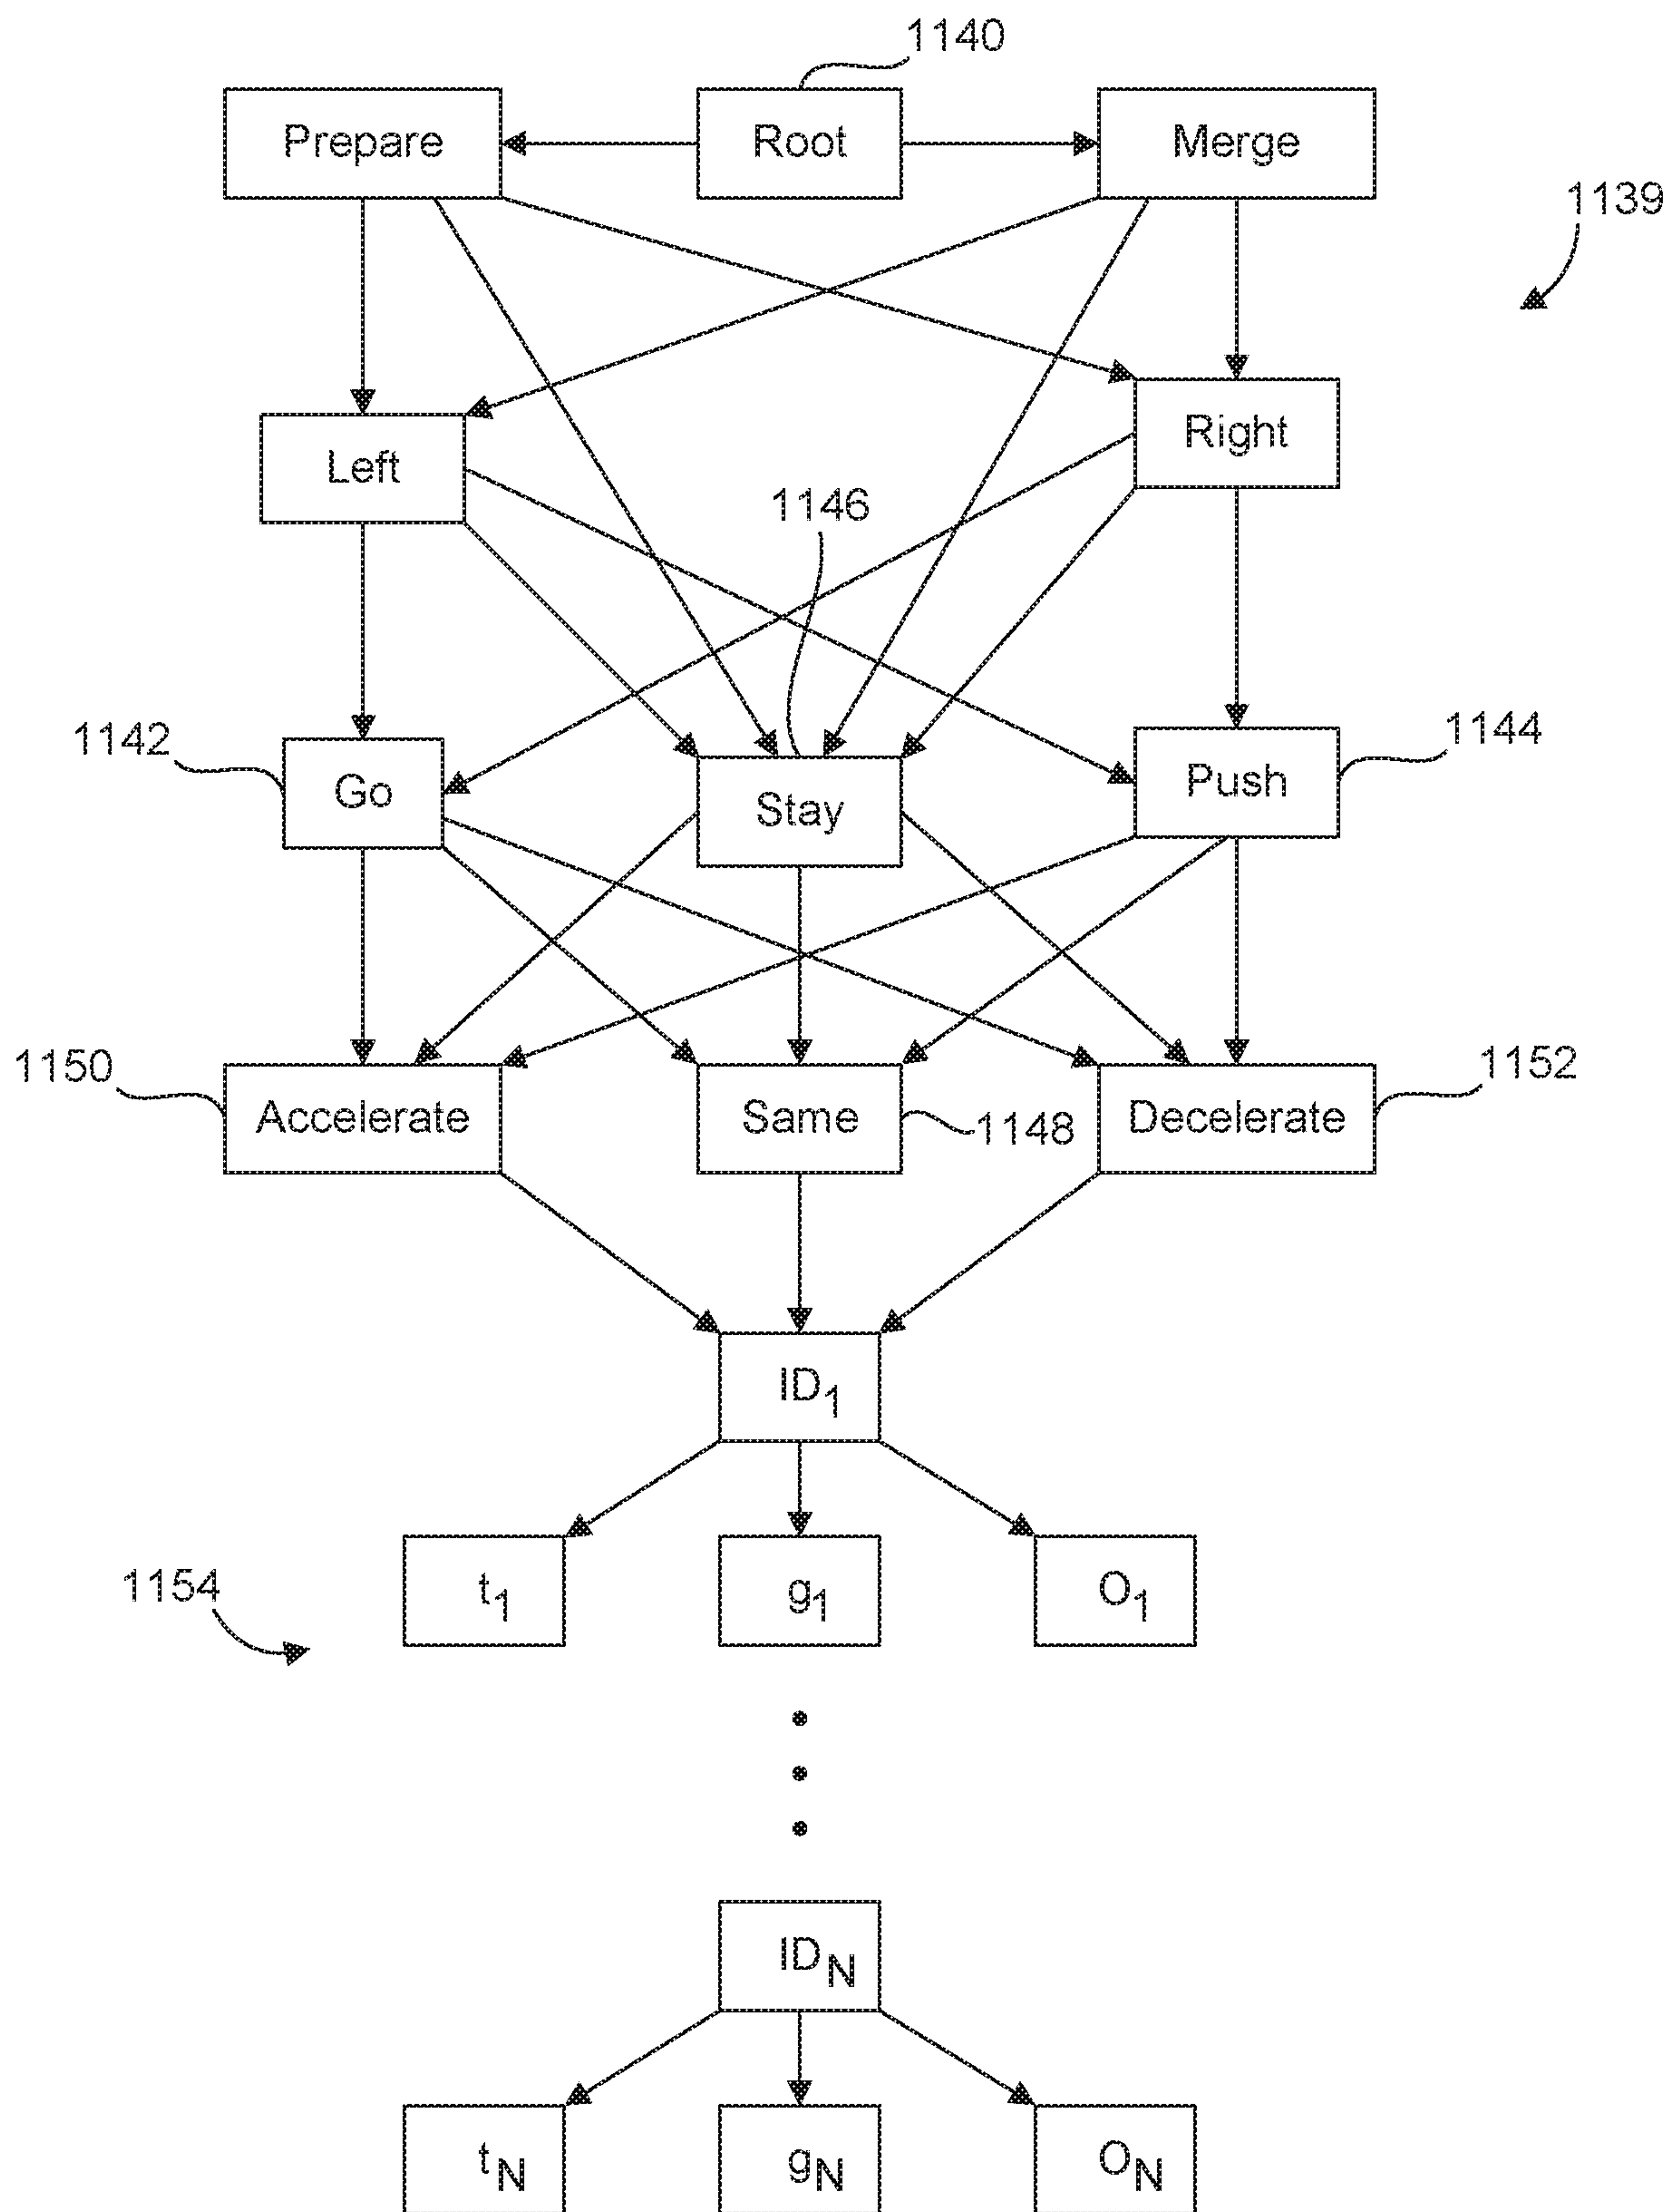 1140
Prepare
Root
Merge
1139
Left
Right
1146
1142
Go
Stay
Push
1144
1150
Accelerate
Same
1148
Decelerate
1152
ID1
1154
t1
g1
O1
IDN
tN
gN
ON